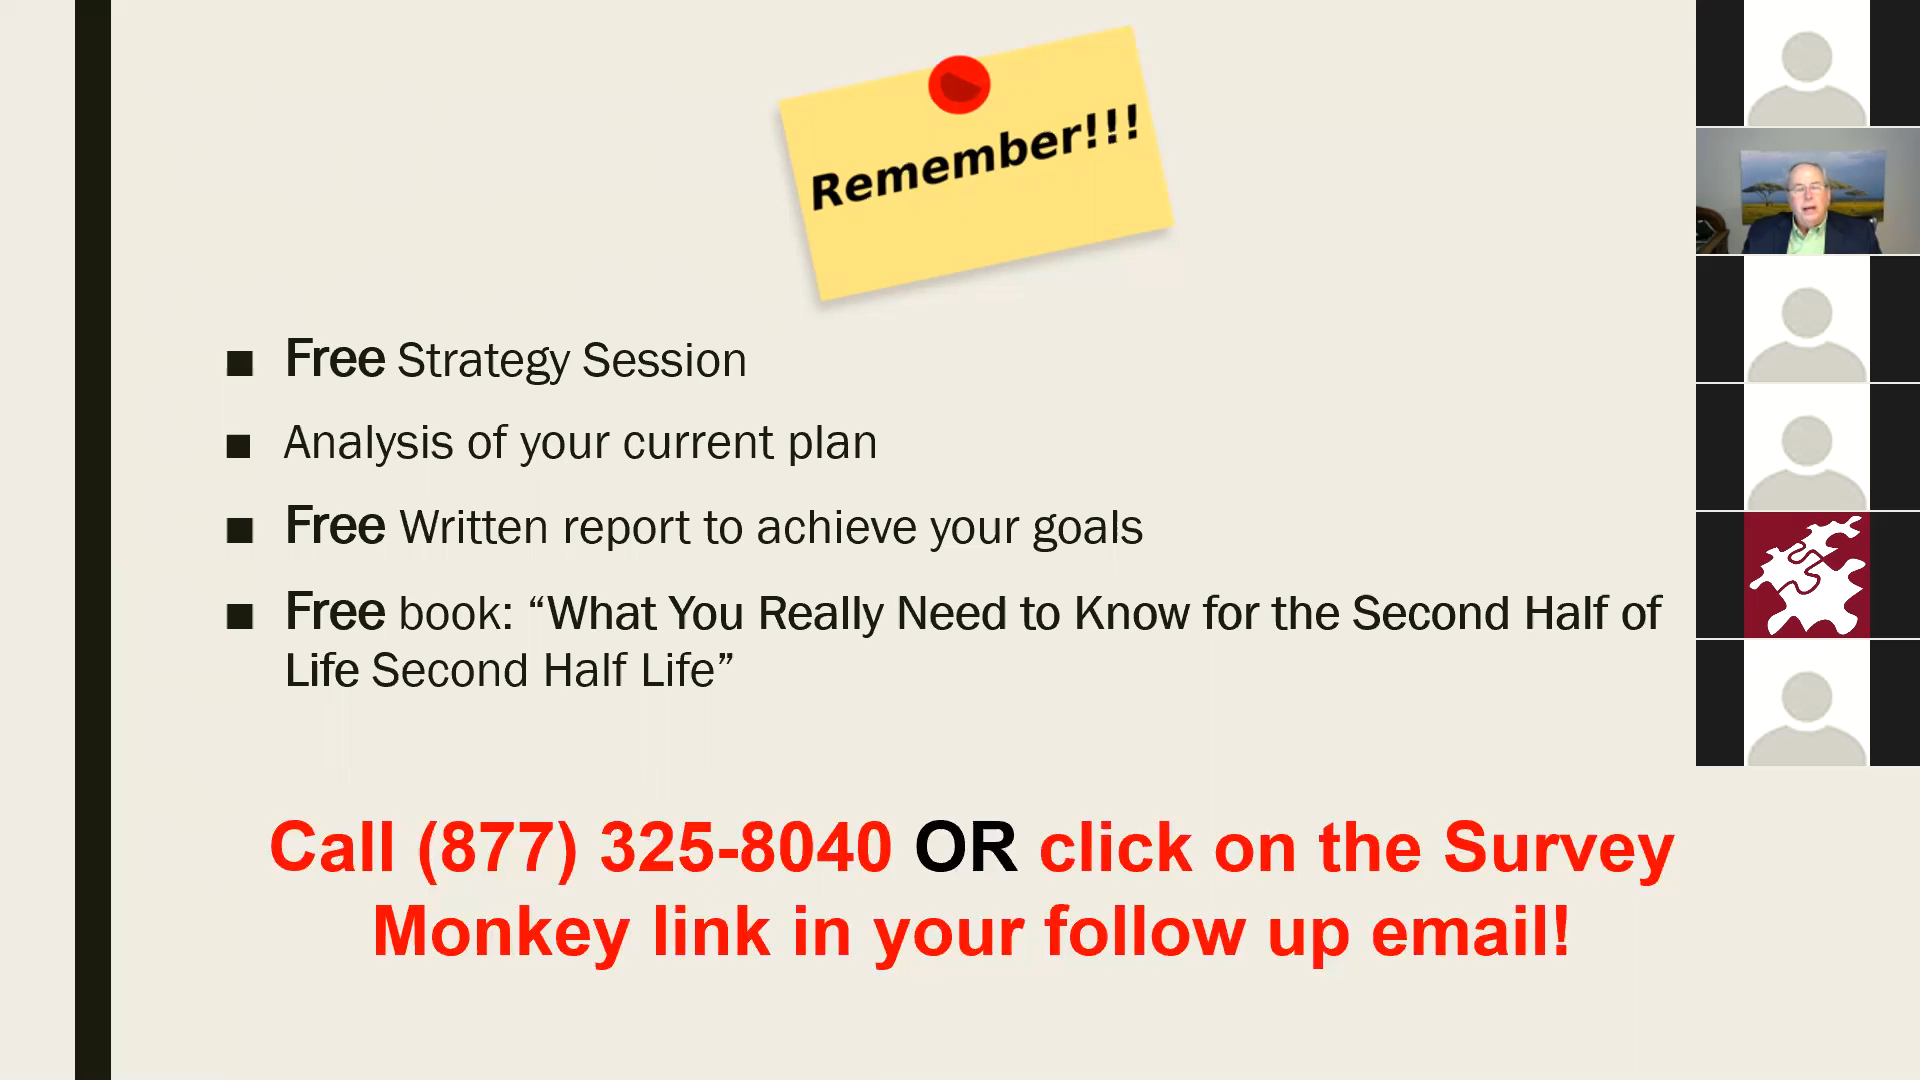 Remember!!!
■ Free Strategy Session
■ Analysis of your current plan
■ Free Written report to achieve your goals
■ Free book: “What You Really Need to Know for the Second Half of
Life Second Half Life”
Call (877) 325-8040 OR click on the Survey
Monkey link in your follow up email!